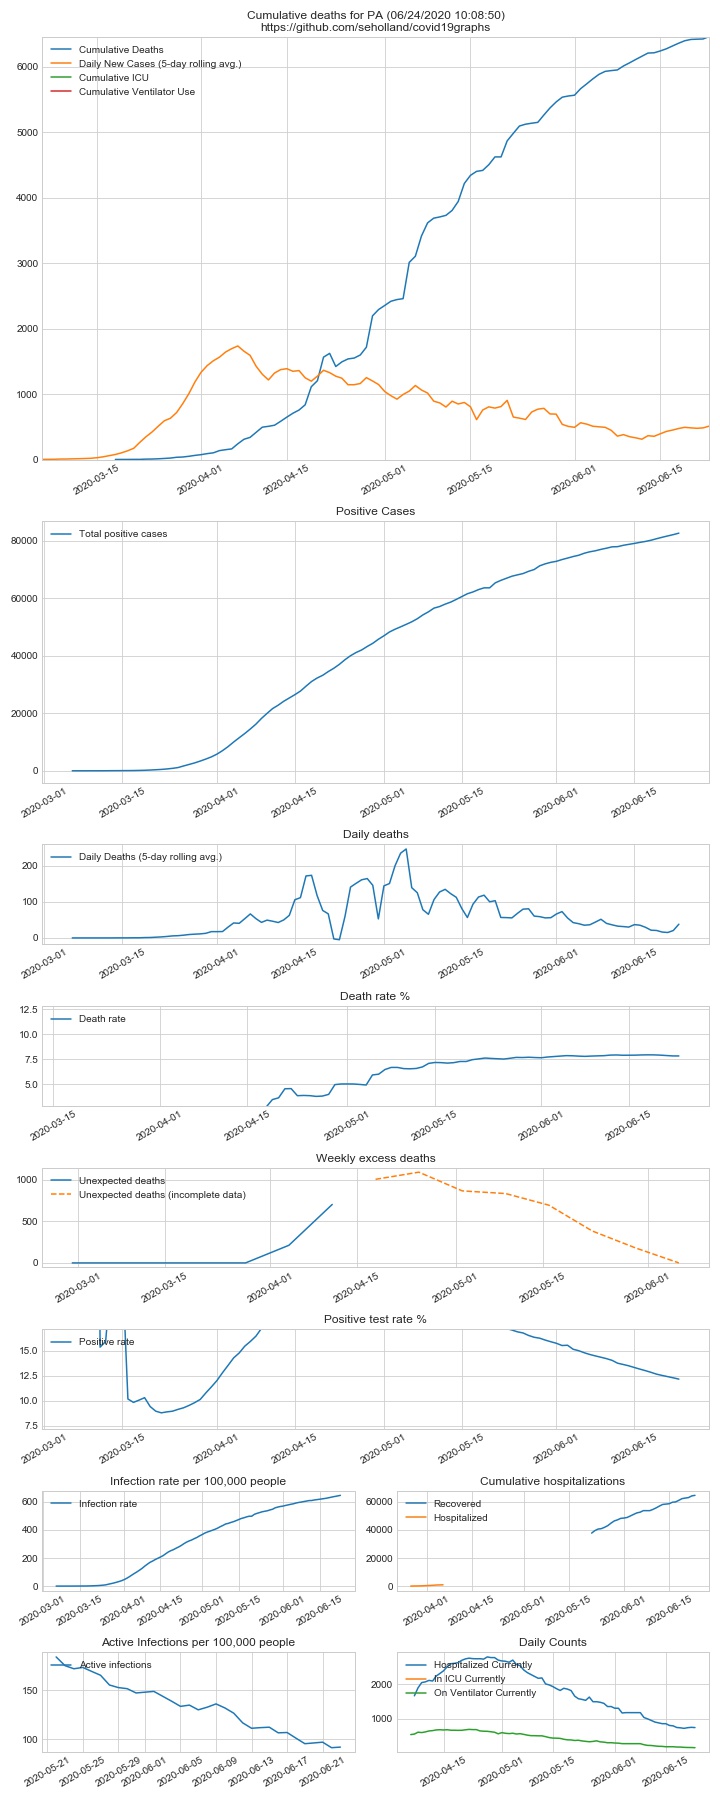 Cumulative deaths for PA (06/24/2020 10:08:50)
https://github.com/seholland/covid19graphs
Cumulative Deaths
Daily New Cases (5-day rolling avg.)
Cumulative ICU
Cumulative Ventilator Use
6000
5000
4000
3000
2000
1000
0
2020-03-15 2020-04-01 2020-04-15 2020-05-01 2020-05-15 2020-06-01 2020-06-15
Positive Cases
Total positive cases
80000
60000
40000
20000
0
2020-03-01 2020-03-15 2020-04-01 2020-04-15 2020-05-01 2020-05-15 2020-06-01 2020-06-15
Daily deaths
Daily Deaths (5-day rolling avg.)
200
100
0
2020-03-01 2020-03-15 2020-04-01 2020-04-15 2020-05-01 2020-05-15 2020-06-01 2020-06-15
Death rate %
Death rate
12.5
10.0
7.5
5.0
2020-03-15 2020-04-01 2020-04-15 2020-05-01 2020-05-15 2020-06-01 2020-06-15
Weekly excess deaths
Unexpected deaths
Unexpected deaths (incomplete data)
1000
500
0
2020-03-01 2020-03-15 2020-04-01 2020-04-15 2020-05-01 2020-05-15 2020-06-01
Positive test rate %
Positive rate
15.0
12.5
10.0
7.5
2020-03-01 2020-03-15 2020-04-01 2020-04-15 2020-05-01 2020-05-15 2020-06-01 2020-06-15
Infection rate per 100,000 people
Infection rate
600
400
200
0
2020-03-01 2020-03-15 2020-04-01 2020-04-15 2020-05-01 2020-05-15 2020-06-01 2020-06-15
Cumulative hospitalizations
Recovered
Hospitalized
60000
40000
20000
0
2020-04-01 2020-04-15 2020-05-01 2020-05-15 2020-06-01 2020-06-15
Active Infections per 100,000 people
Active infections
150
100
2020-05-21 2020-05-25 2020-05-29 2020-06-01 2020-06-05 2020-06-09 2020-06-13 2020-06-17 2020-06-21
Daily Counts
Hospitalized Currently
In ICU Currently
On Ventilator Currently
2000
1000
2020-04-15 2020-05-01 2020-05-15 2020-06-01 2020-06-15